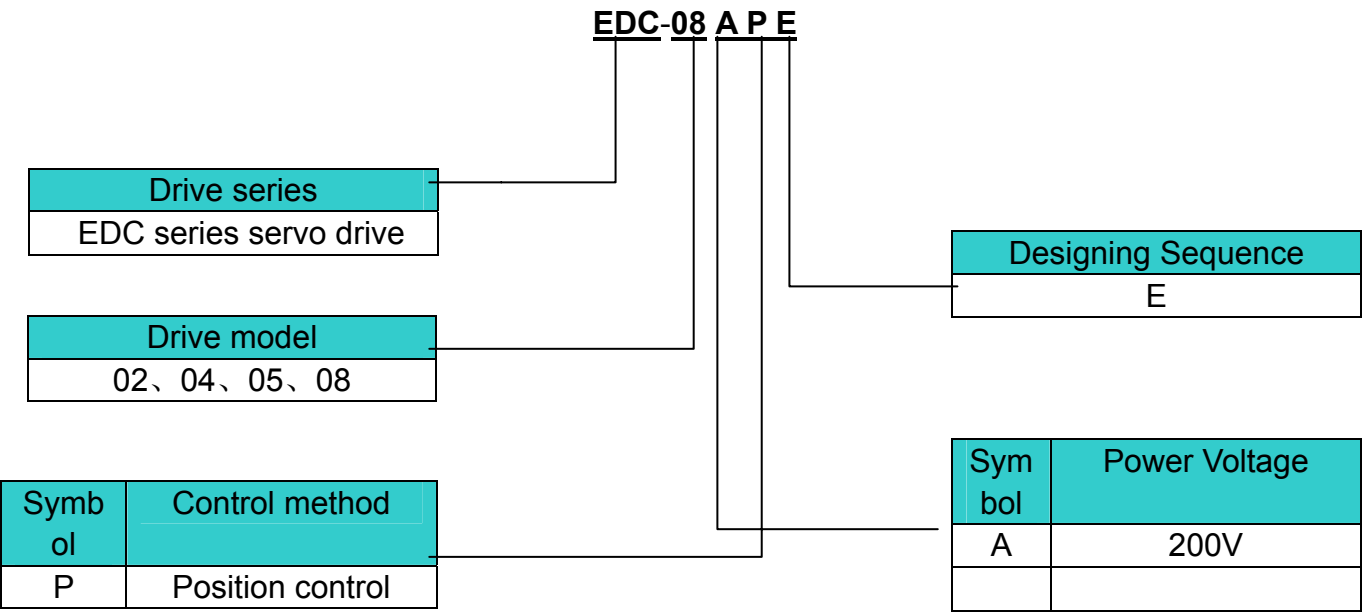 EDC-08 A P E
Drive series
EDC series servo drive
Designing Sequence
E
Drive model
02、04、05、08
Symb
ol
Control method
P
Position control
Sym
bol
Power Voltage
A
200V